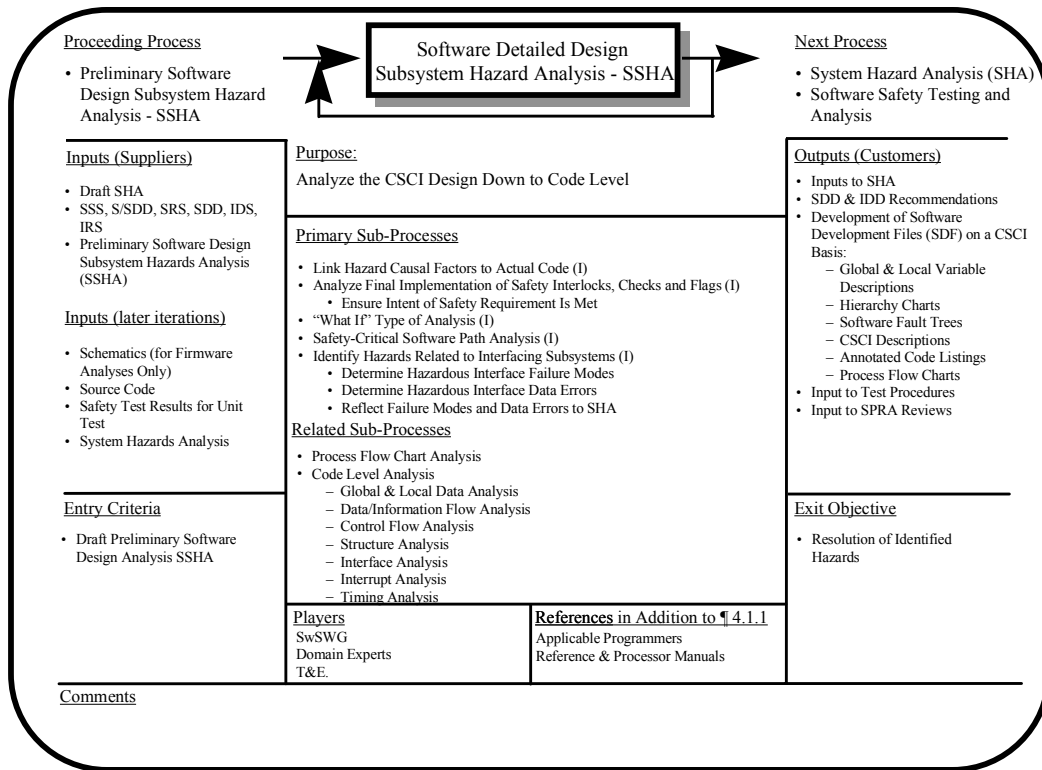 Proceeding Process
• Preliminary Software
Design Subsystem Hazard
Analysis - SSHA
Software Detailed Design
Subsystem Hazard Analysis - SSHA
Next Process
• System Hazard Analysis (SHA)
• Software Safety Testing and
Analysis
Inputs (Suppliers)
• Draft SHA
• SSS, S/SDD, SRS, SDD, IDS,
IRS
• Preliminary Software Design
Subsystem Hazards Analysis
(SSHA)
Inputs (later iterations)
• Schematics (for Firmware
Analyses Only)
• Source Code
• Safety Test Results for Unit
Test
• System Hazards Analysis
Entry Criteria
• Draft Preliminary Software
Design Analysis SSHA
Purpose:
Analyze the CSCI Design Down to Code Level
Primary Sub-Processes
• Link Hazard Causal Factors to Actual Code (I)
• Analyze Final Implementation of Safety Interlocks, Checks and Flags (I)
• Ensure Intent of Safety Requirement Is Met
• “What If” Type of Analysis (I)
• Safety-Critical Software Path Analysis (I)
• Identify Hazards Related to Interfacing Subsystems (I)
• Determine Hazardous Interface Failure Modes
• Determine Hazardous Interface Data Errors
• Reflect Failure Modes and Data Errors to SHA
Related Sub-Processes
• Process Flow Chart Analysis
• Code Level Analysis
– Global & Local Data Analysis
– Data/Information Flow Analysis
– Control Flow Analysis
– Structure Analysis
– Interface Analysis
– Interrupt Analysis
– Timing Analysis
Players
SwSWG
Domain Experts
T&E.
References in Addition to ¶ 4.1.1
Applicable Programmers
Reference & Processor Manuals
Outputs (Customers)
• Inputs to SHA
• SDD & IDD Recommendations
• Development of Software
Development Files (SDF) on a CSCI
Basis:
– Global & Local Variable
Descriptions
– Hierarchy Charts
– Software Fault Trees
– CSCI Descriptions
– Annotated Code Listings
– Process Flow Charts
• Input to Test Procedures
• Input to SPRA Reviews
Exit Objective
• Resolution of Identified
Hazards
Comments